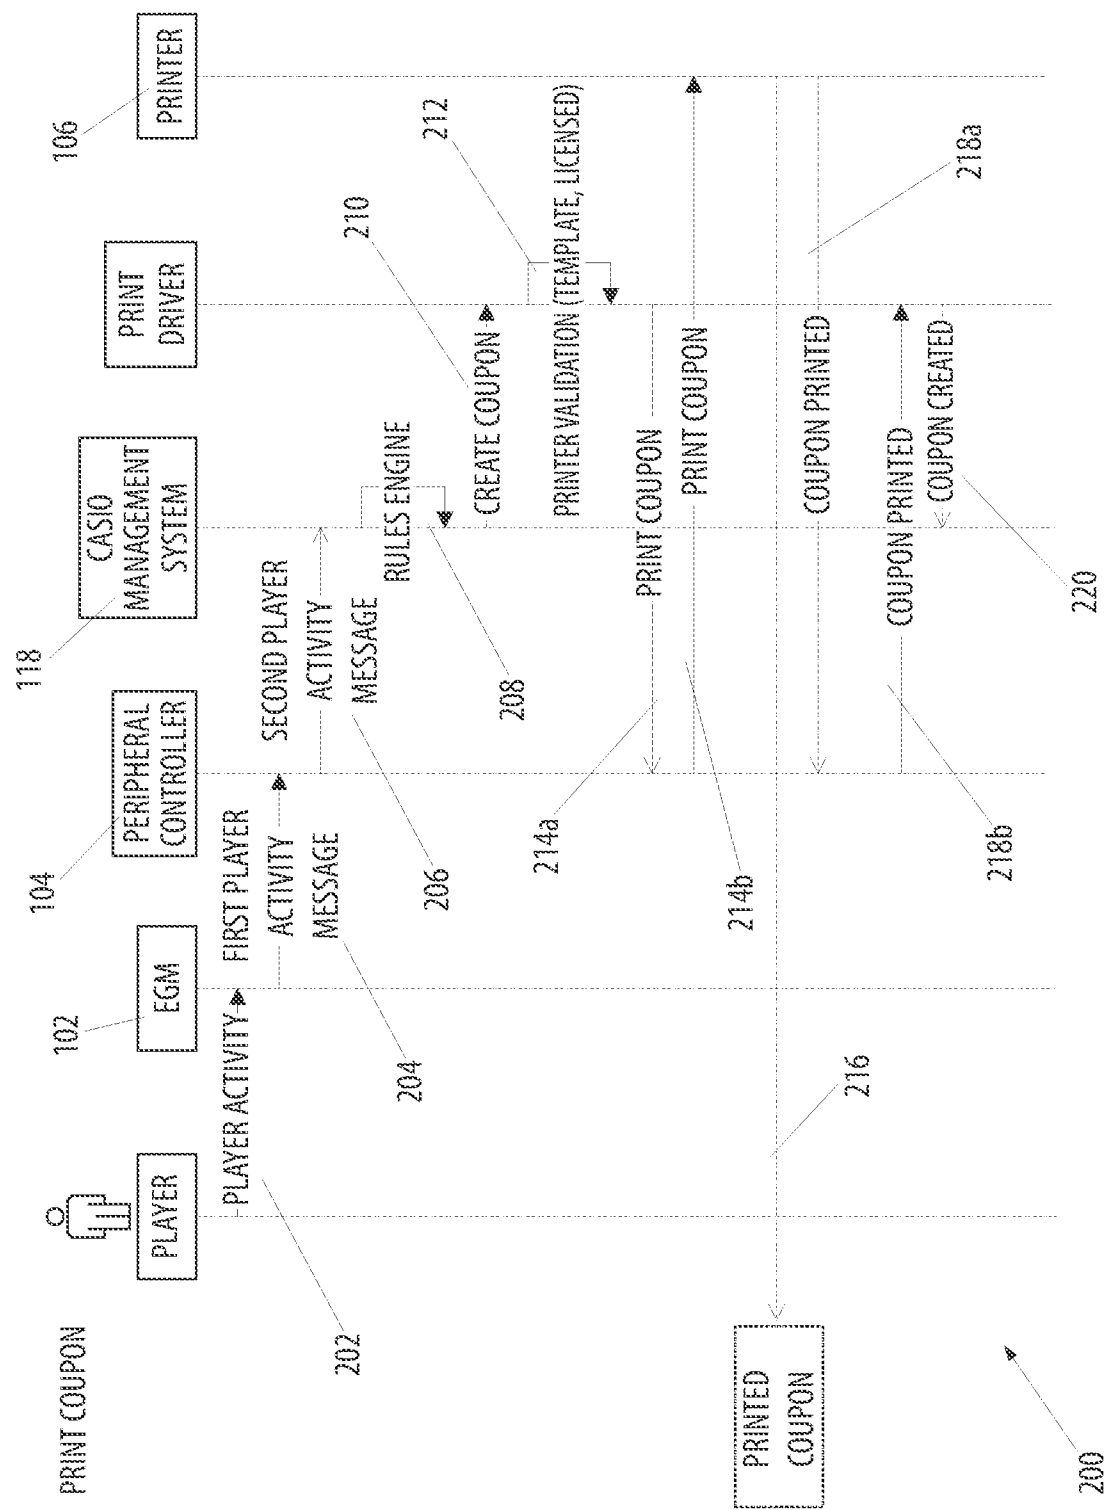 PRINT COUPON
PLAYER
102
EGM
104
PERIPHERAL
CONTROLLER
118
CASIO
MANAGEMENT
SYSTEM
PRINT
DRIVER
106
PRINTER
PLAYER ACTIVITY
202
FIRST PLAYER
ACTIVITY
MESSAGE
204
SECOND PLAYER
ACTIVITY
MESSAGE
206
RULES ENGINE
208
CREATE COUPON
210
212
PRINTER VALIDATION (TEMPLATE, LICENSED)
PRINT COUPON
214a
PRINT COUPON
214b
PRINTED
COUPON
216
COUPON PRINTED
218a
COUPON PRINTED
218b
COUPON CREATED
220
200